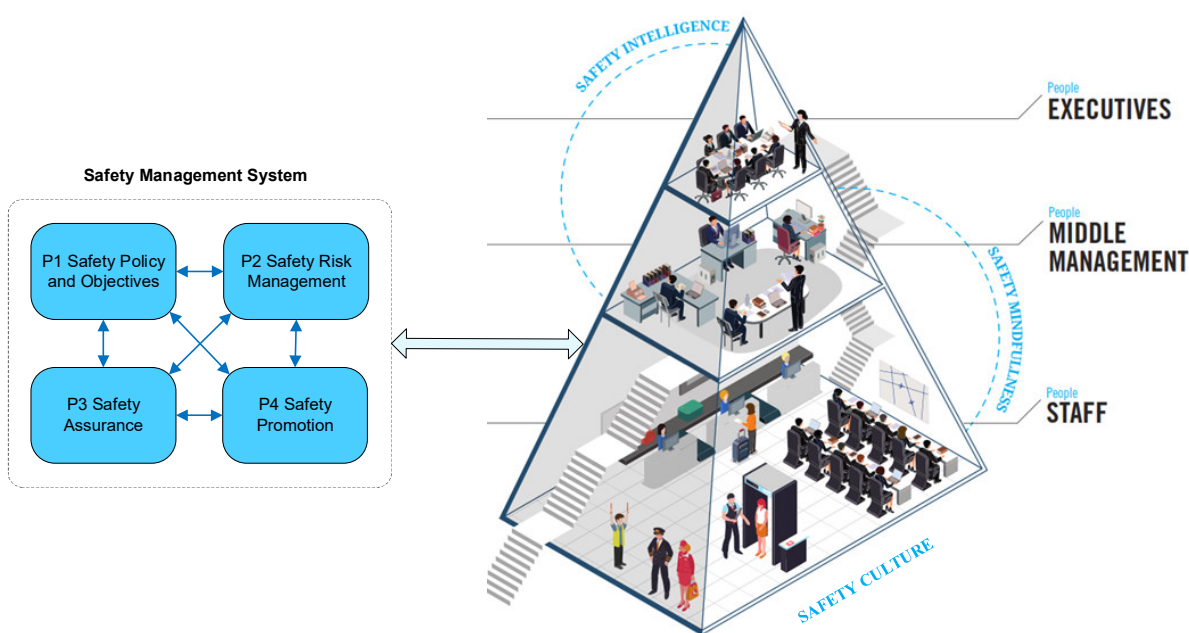 Safety Management System
P1 Safety Policy
and Objectives
P2 Safety Risk
Management
P3 Safety
Assurance
P4 Safety
Promotion
SAFETY INTELLIGENCE
People
EXECUTIVES
People
MIDDLE
MANAGEMENT
SAFETY MINDFULLNESS
People
STAFF
SAFETY CULTURE